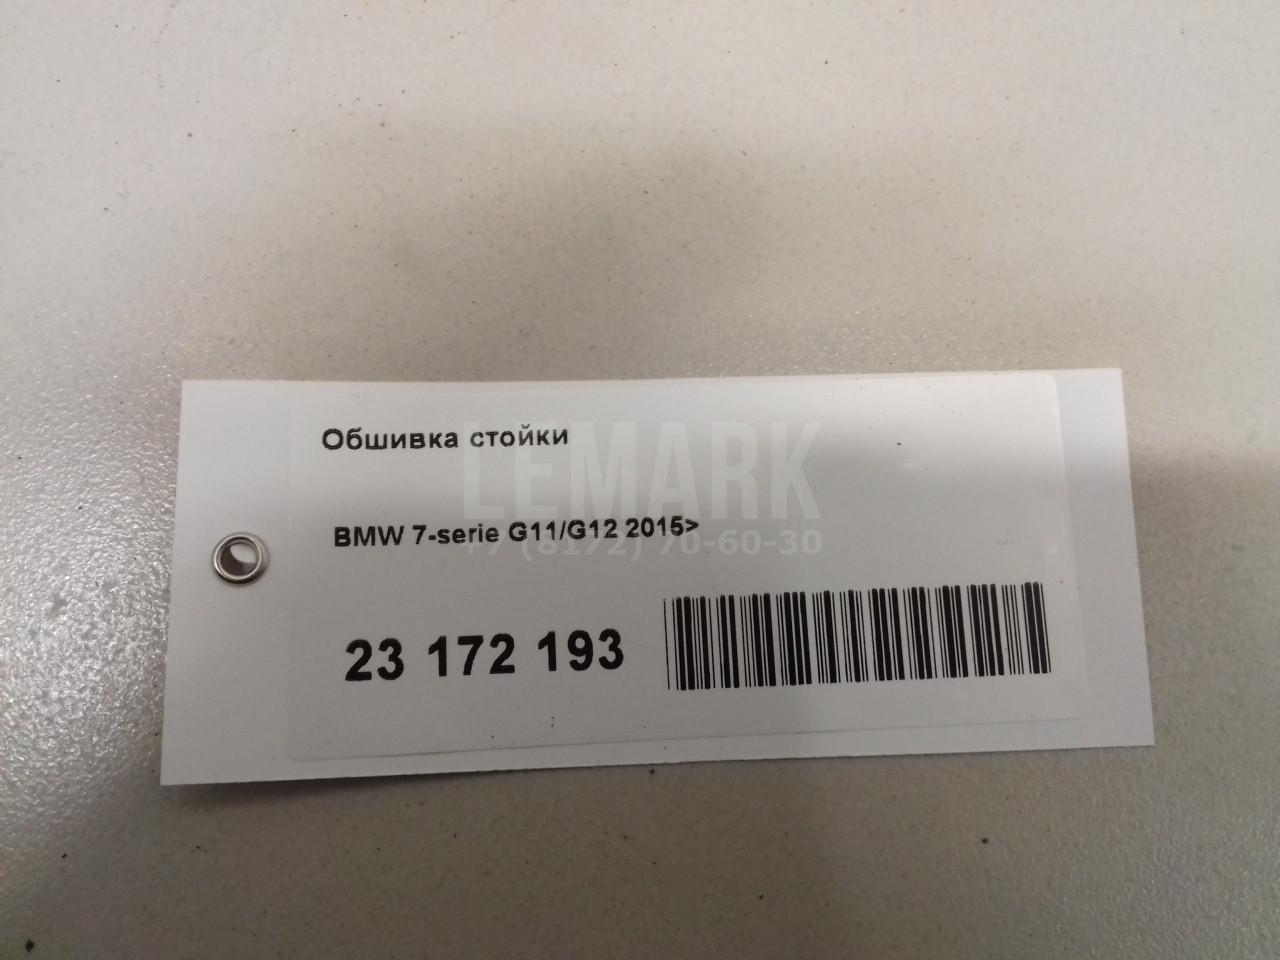 Обшивка стойки
LEMARK
BMW 7-serie G11/G12 2015>
+7 (8172) 70-60-30
23 172 193